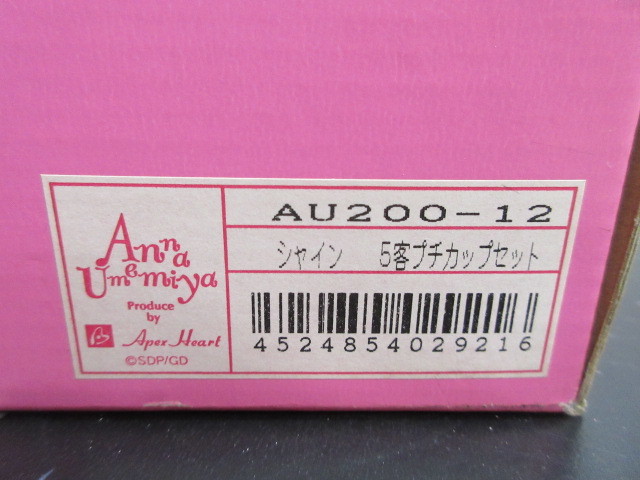 Anna
Umemiya
Produce
by
Apex Heart
©SDP/GD
AU200-12
シャイン 5客プチカップセット
4524854029216